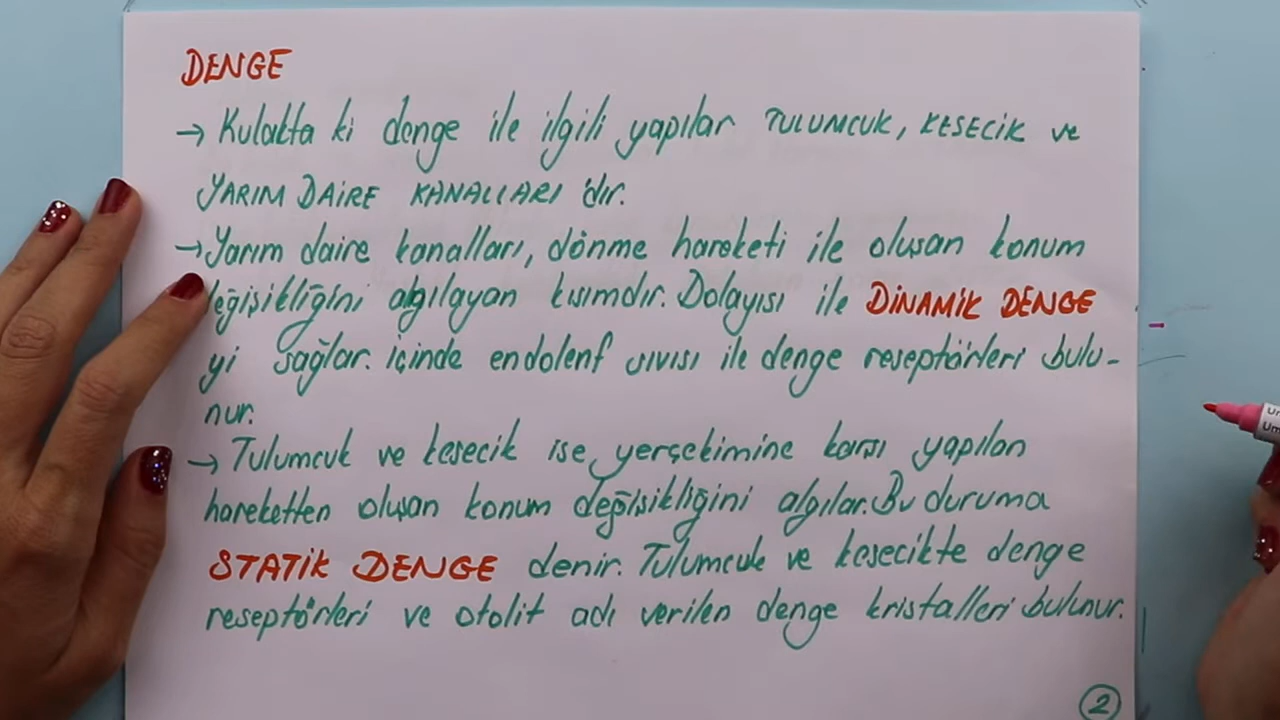 DENGE
→ Kulakta ki denge ile ilgili yapılar TULUMCUK, KESECİK ve
YARIM DAİRE KANALLARI 'dır.
→ Yarım daire kanalları, dönme hareketi ile oluşan konum
değişikliğini algılayan kısımdır. Dolayısı ile DİNAMİK DENGE
yi sağlar. içinde endolenf sıvısı ile denge reseptörleri bulu-
nur.
→ Tulumcuk ve kesecik ise yerçekimine karşı yapılan
hareketten oluşan konum değişikliğini algılar. Bu duruma
STATİK DENGE denir. Tulumcuk ve kesecikte denge
reseptörleri ve otolit adı verilen denge kristalleri bulunur.
2